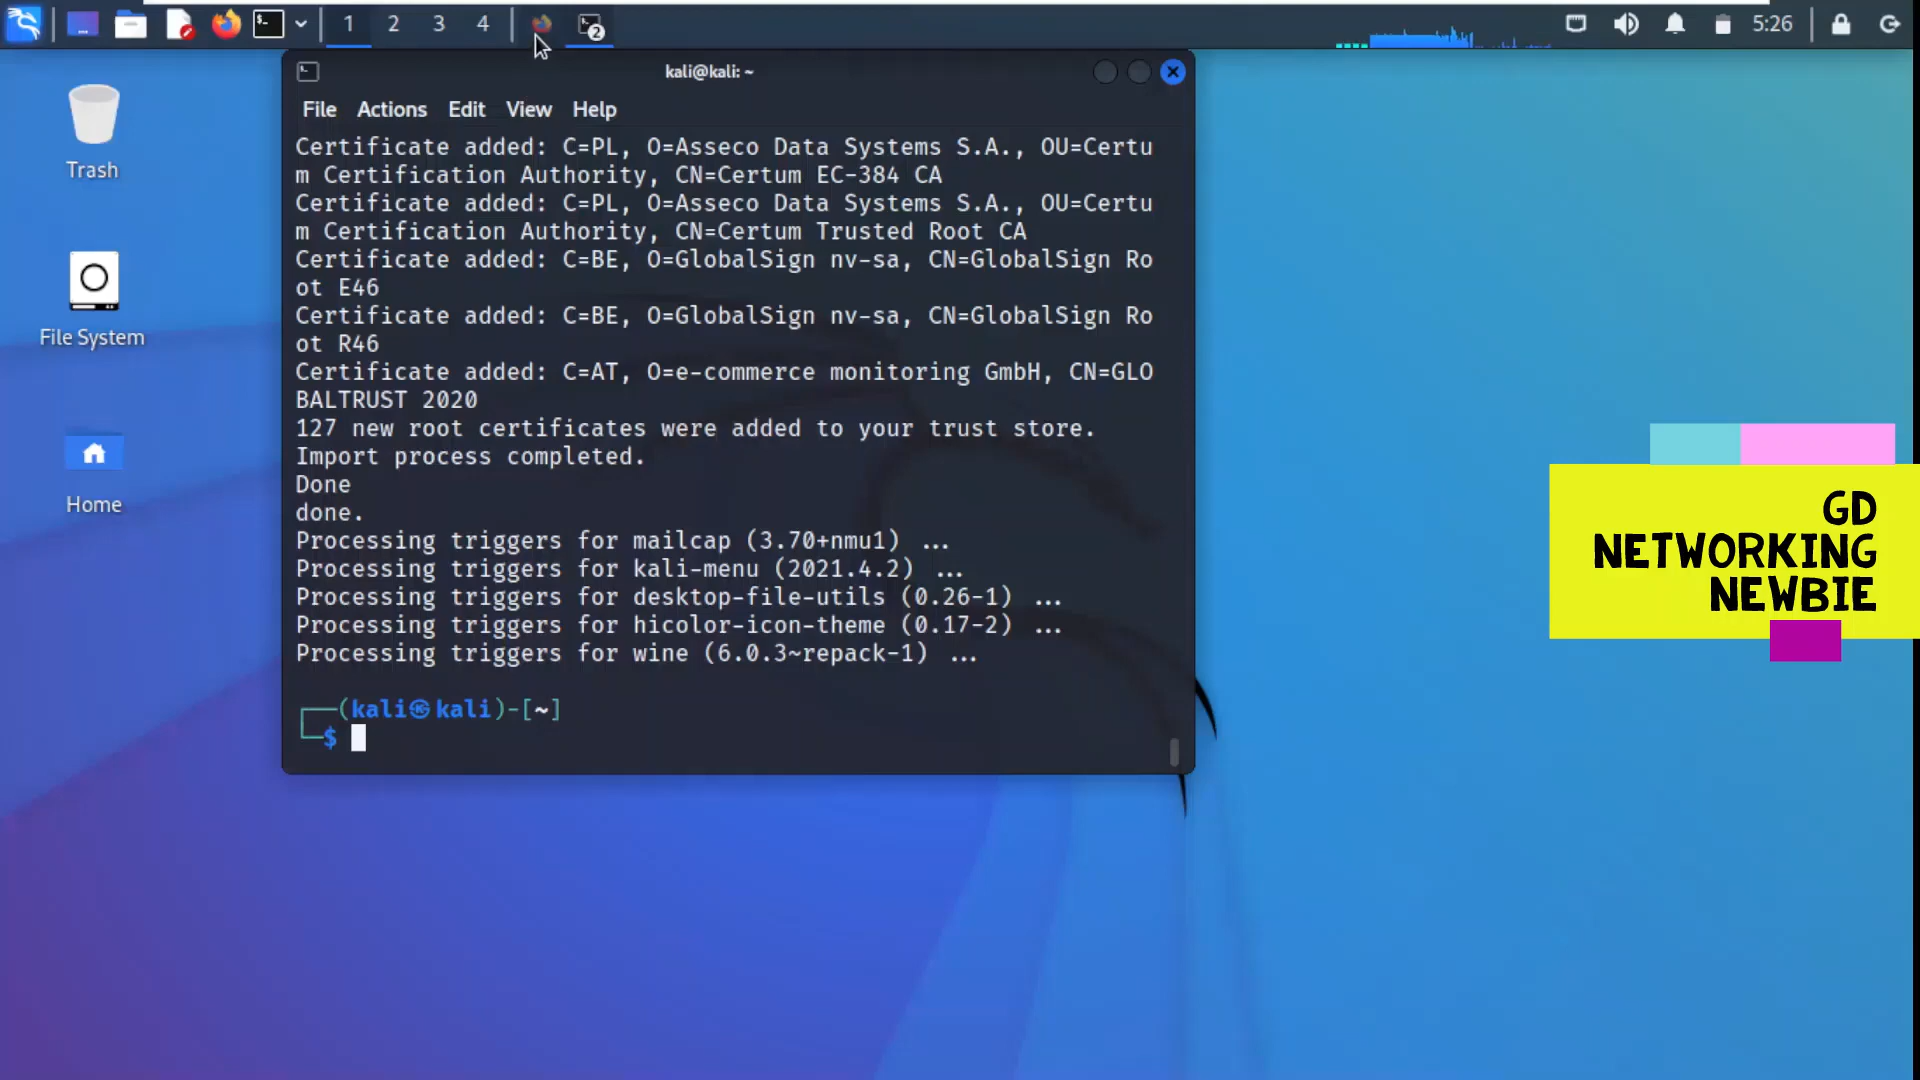 1 2 3 4 2 5:26
kali@kali: ~
File Actions Edit View Help
Trash
File System
Home
Certificate added: C=PL, O=Asseco Data Systems S.A., OU=Certu
m Certification Authority, CN=Certum EC-384 CA
Certificate added: C=PL, O=Asseco Data Systems S.A., OU=Certu
m Certification Authority, CN=Certum Trusted Root CA
Certificate added: C=BE, O=GlobalSign nv-sa, CN=GlobalSign Ro
ot E46
Certificate added: C=BE, O=GlobalSign nv-sa, CN=GlobalSign Ro
ot R46
Certificate added: C=AT, O=e-commerce monitoring GmbH, CN=GLO
BALTRUST 2020
127 new root certificates were added to your trust store.
Import process completed.
Done
done.
Processing triggers for mailcap (3.70+nmu1) ...
Processing triggers for kali-menu (2021.4.2) ...
Processing triggers for desktop-file-utils (0.26-1) ...
Processing triggers for hicolor-icon-theme (0.17-2) ...
Processing triggers for wine (6.0.3~repack-1) ...
┌──(kali㉿kali)-[~]
└─$
GD
NETWORKING
NEWBIE